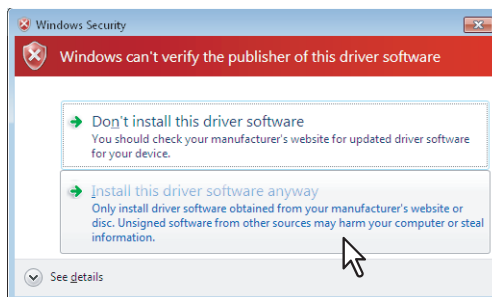 Windows Security
Windows can't verify the publisher of this driver software
Don't install this driver software
You should check your manufacturer's website for updated driver software
for your device.
Install this driver software anyway
Only install driver software obtained from your manufacturer's website or
disc. Unsigned software from other sources may harm your computer or steal
information.
See details